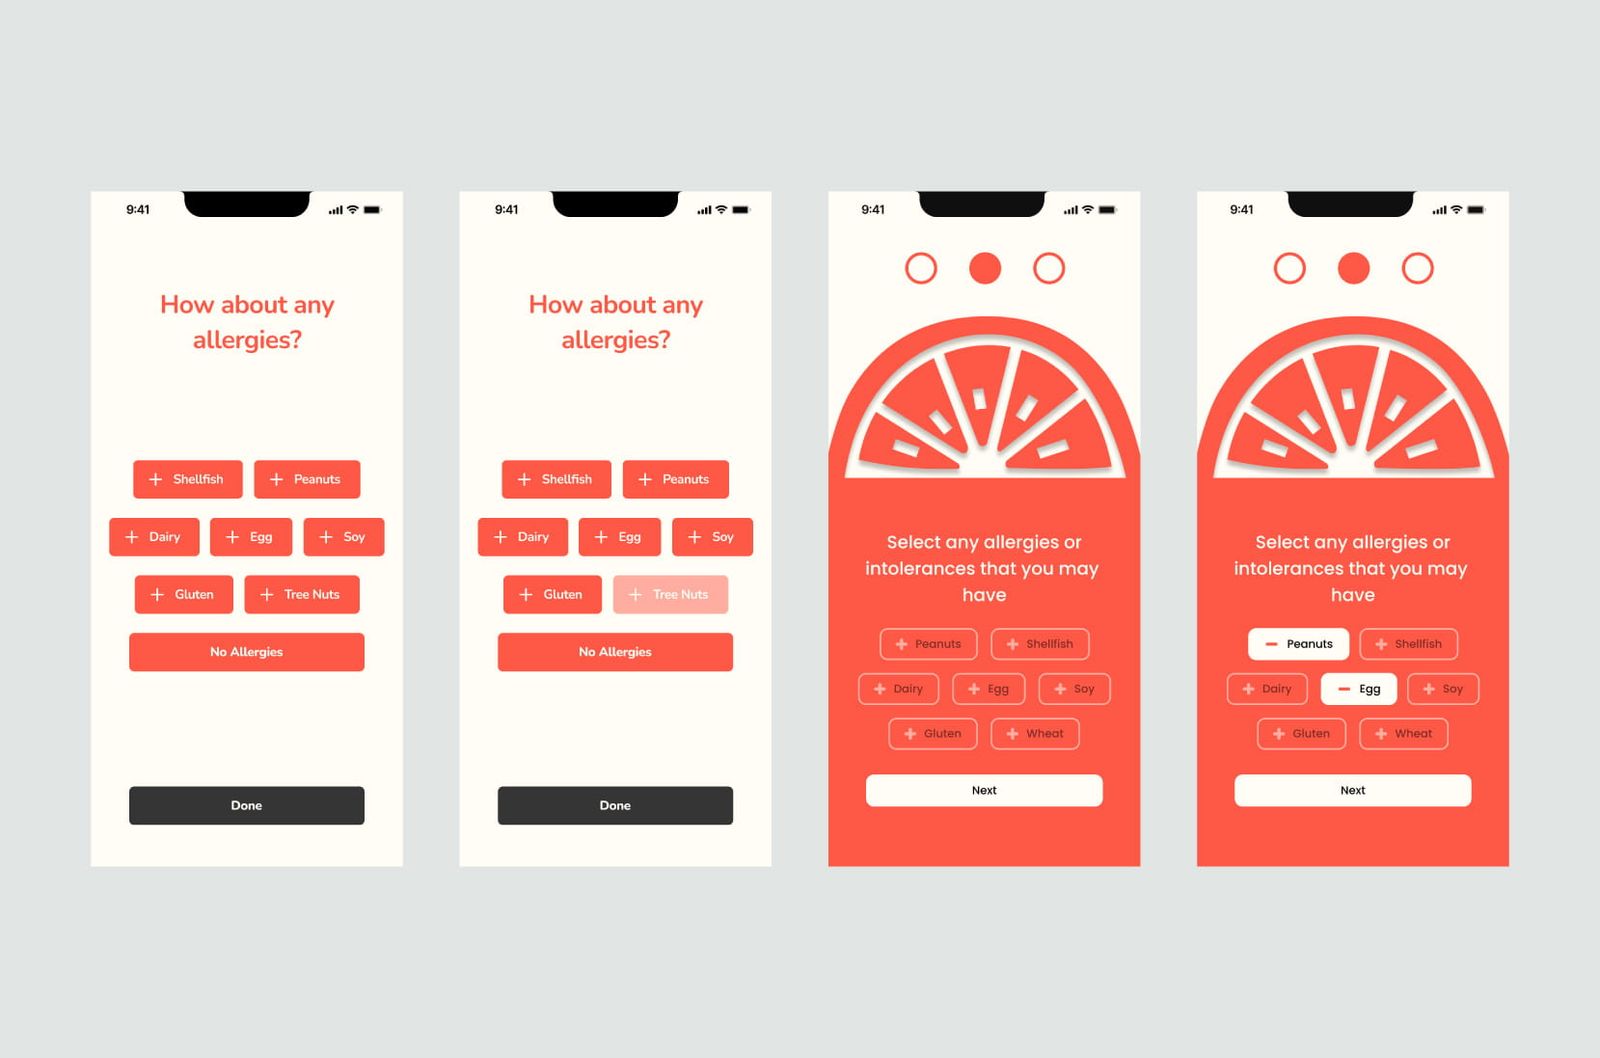 9:41
How about any
allergies?
Shellfish
Peanuts
Dairy
Egg
Soy
Gluten
Tree Nuts
No Allergies
Done
9:41
How about any
allergies?
Shellfish
Peanuts
Dairy
Egg
Soy
Gluten
Tree Nuts
No Allergies
Done
9:41
Select any allergies or
intolerances that you may
have
Peanuts
Shellfish
Dairy
Egg
Soy
Gluten
Wheat
Next
9:41
Select any allergies or
intolerances that you may
have
Peanuts
Shellfish
Dairy
Egg
Soy
Gluten
Wheat
Next